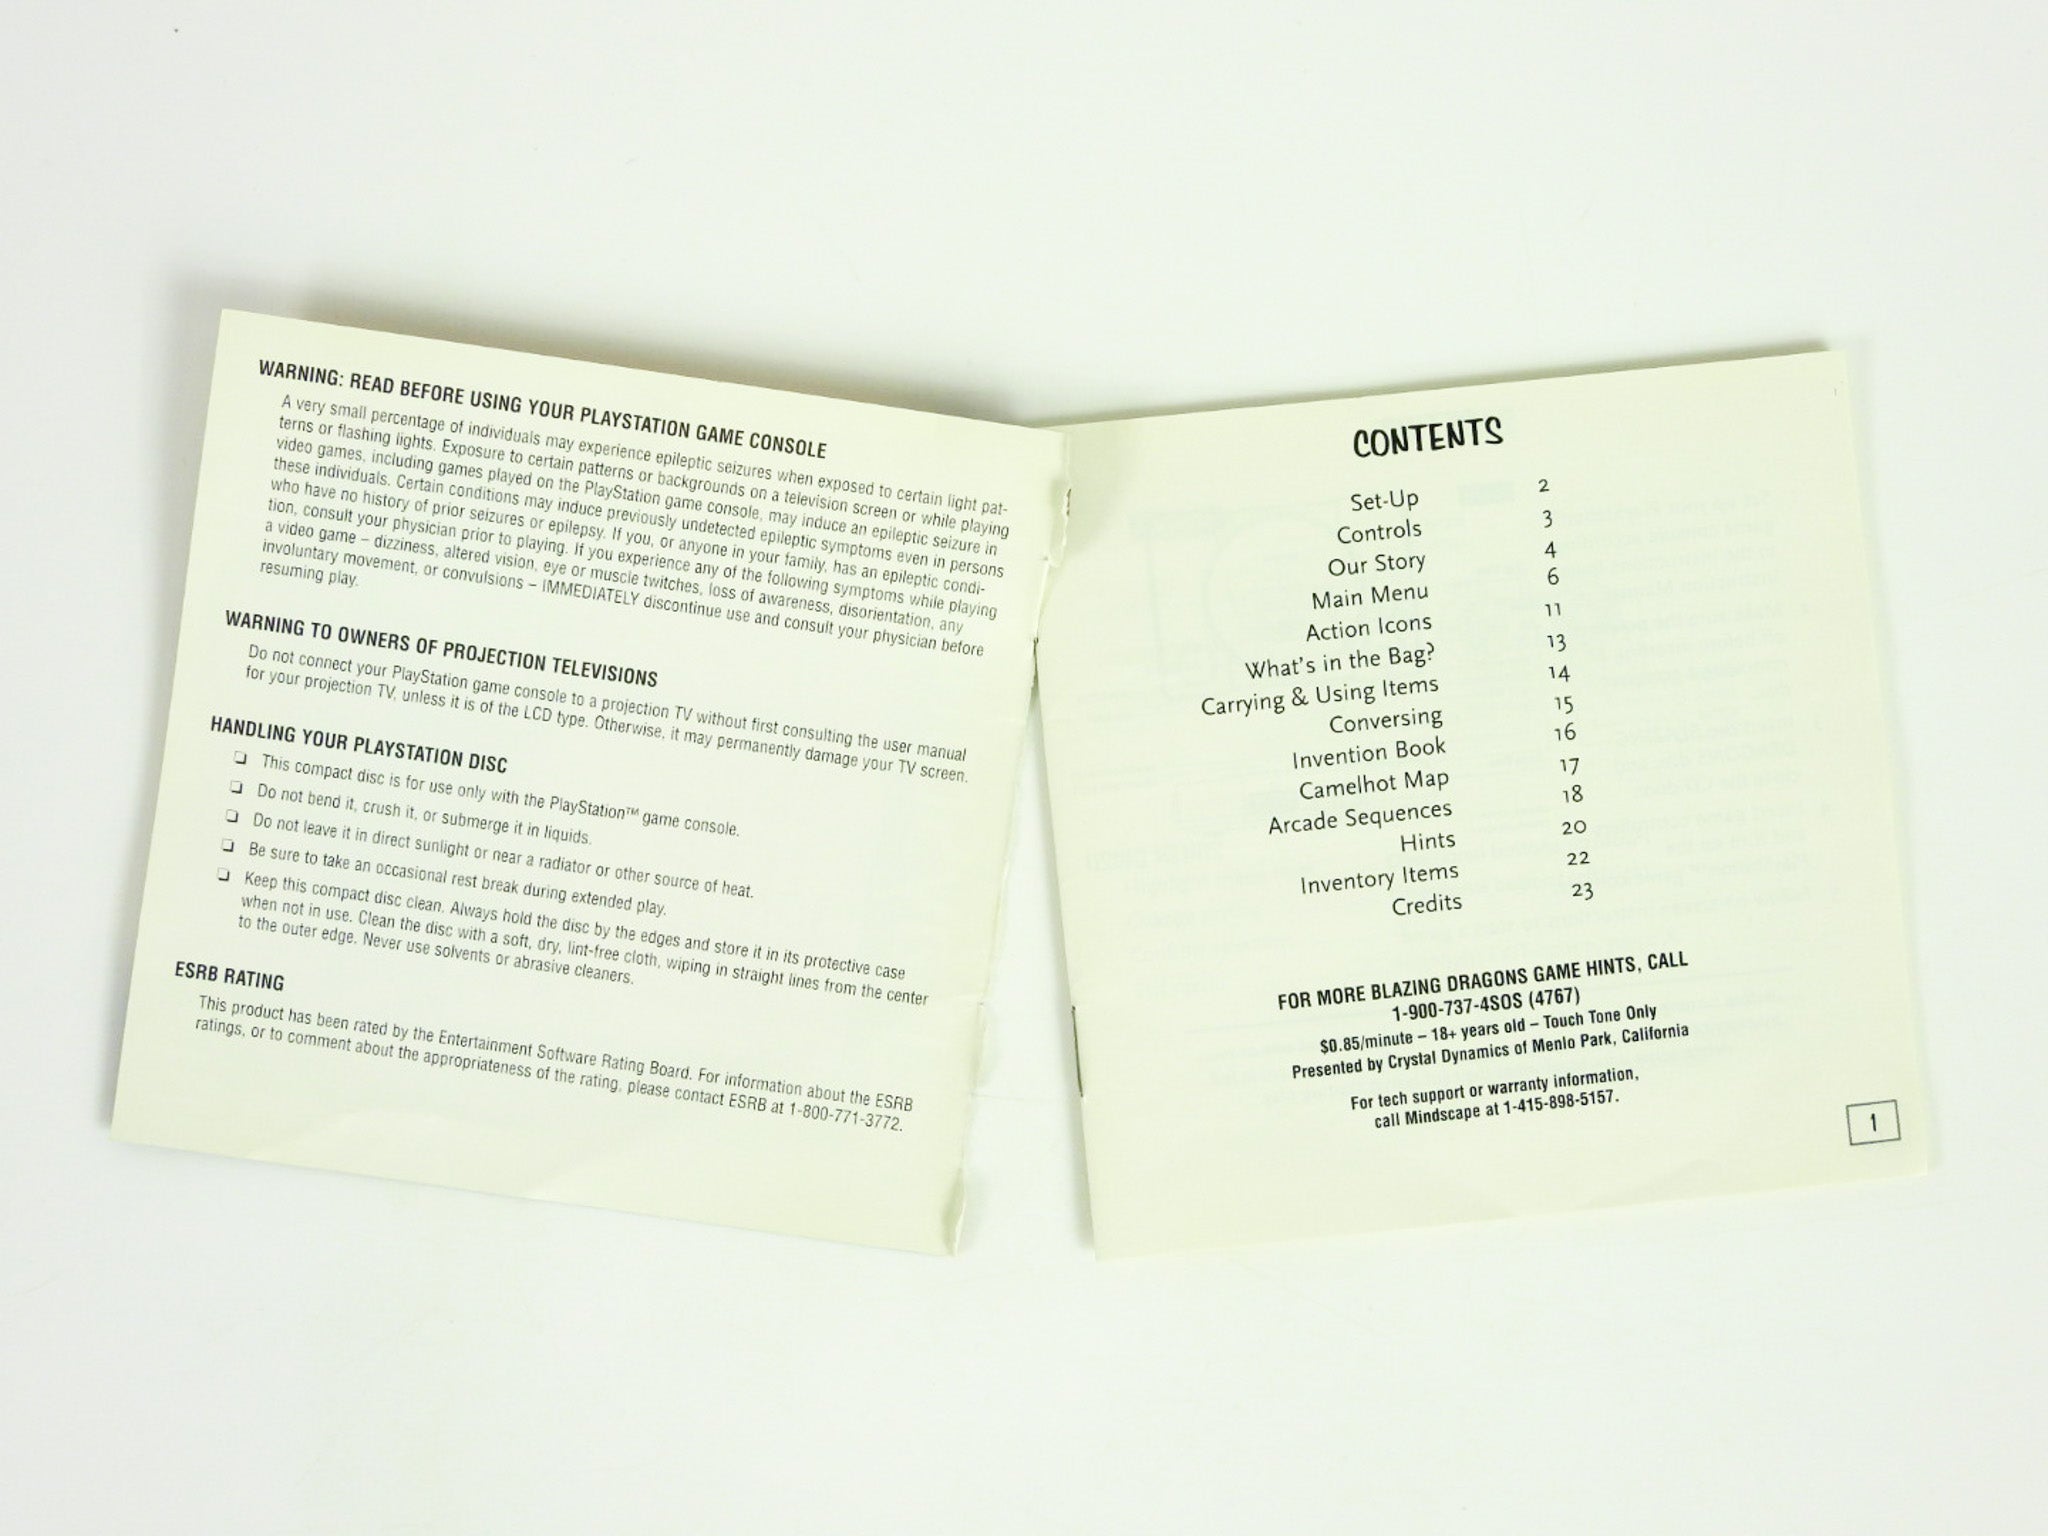 WARNING: READ BEFORE USING YOUR PLAYSTATION GAME CONSOLE
A very small percentage of individuals may experience epileptic seizures when exposed to certain light pat-
terns or flashing lights. Exposure to certain patterns or backgrounds on a television screen or while playing
video games, including games played on the PlayStation game console, may induce an epileptic seizure in
these individuals. Certain conditions may induce previously undetected epileptic symptoms even in persons
who have no history of prior seizures or epilepsy. If you, or anyone in your family, has an epileptic condi-
tion, consult your physician prior to playing. If you experience any of the following symptoms while playing
a video game – dizziness, altered vision, eye or muscle twitches, loss of awareness, disorientation, any
involuntary movement, or convulsions – IMMEDIATELY discontinue use and consult your physician before
resuming play.
WARNING TO OWNERS OF PROJECTION TELEVISIONS
Do not connect your PlayStation game console to a projection TV without first consulting the user manual
for your projection TV, unless it is of the LCD type. Otherwise, it may permanently damage your TV screen.
HANDLING YOUR PLAYSTATION DISC
❏ This compact disc is for use only with the PlayStation™ game console.
❏ Do not bend it, crush it, or submerge it in liquids.
❏ Do not leave it in direct sunlight or near a radiator or other source of heat.
❏ Be sure to take an occasional rest break during extended play.
❏ Keep this compact disc clean. Always hold the disc by the edges and store it in its protective case
when not in use. Clean the disc with a soft, dry, lint-free cloth, wiping in straight lines from the center
to the outer edge. Never use solvents or abrasive cleaners.
ESRB RATING
This product has been rated by the Entertainment Software Rating Board. For information about the ESRB
ratings, or to comment about the appropriateness of the rating, please contact ESRB at 1-800-771-3772.
CONTENTS
Set-Up 2
Controls 3
Our Story 4
Main Menu 6
Action Icons 11
What's in the Bag? 13
Carrying & Using Items 14
Conversing 15
Invention Book 16
Camelhot Map 17
Arcade Sequences 18
Hints 20
Inventory Items 22
Credits 23
FOR MORE BLAZING DRAGONS GAME HINTS, CALL
1-900-737-4SOS (4767)
$0.85/minute – 18+ years old – Touch Tone Only
Presented by Crystal Dynamics of Menlo Park, California
For tech support or warranty information,
call Mindscape at 1-415-898-5157.
1